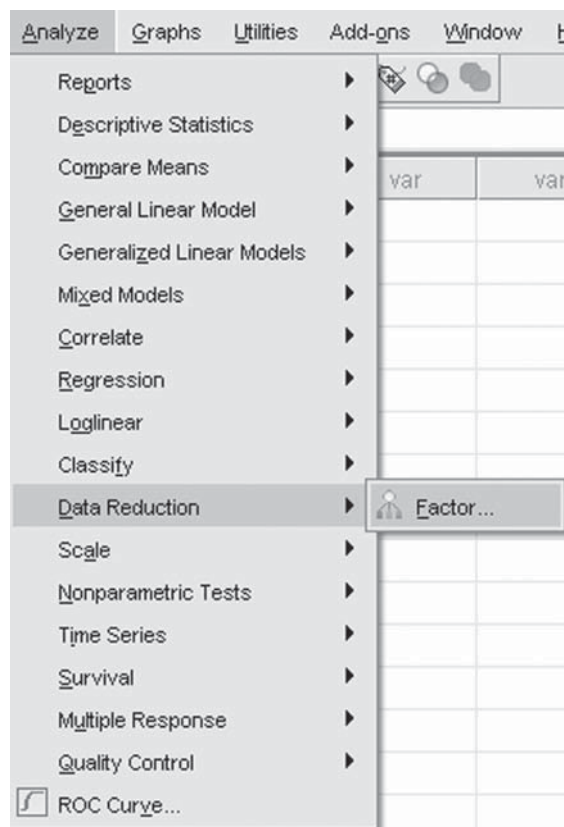 Analyze Graphs Utilities Add-ons Window
Reports
Descriptive Statistics
var var
Compare Means
General Linear Model
Generalized Linear Models
Mixed Models
Correlate
Regression
Loglinear
Classify
Data Reduction
Factor...
Scale
Nonparametric Tests
Time Series
Survival
Multiple Response
Quality Control
ROC Curve...